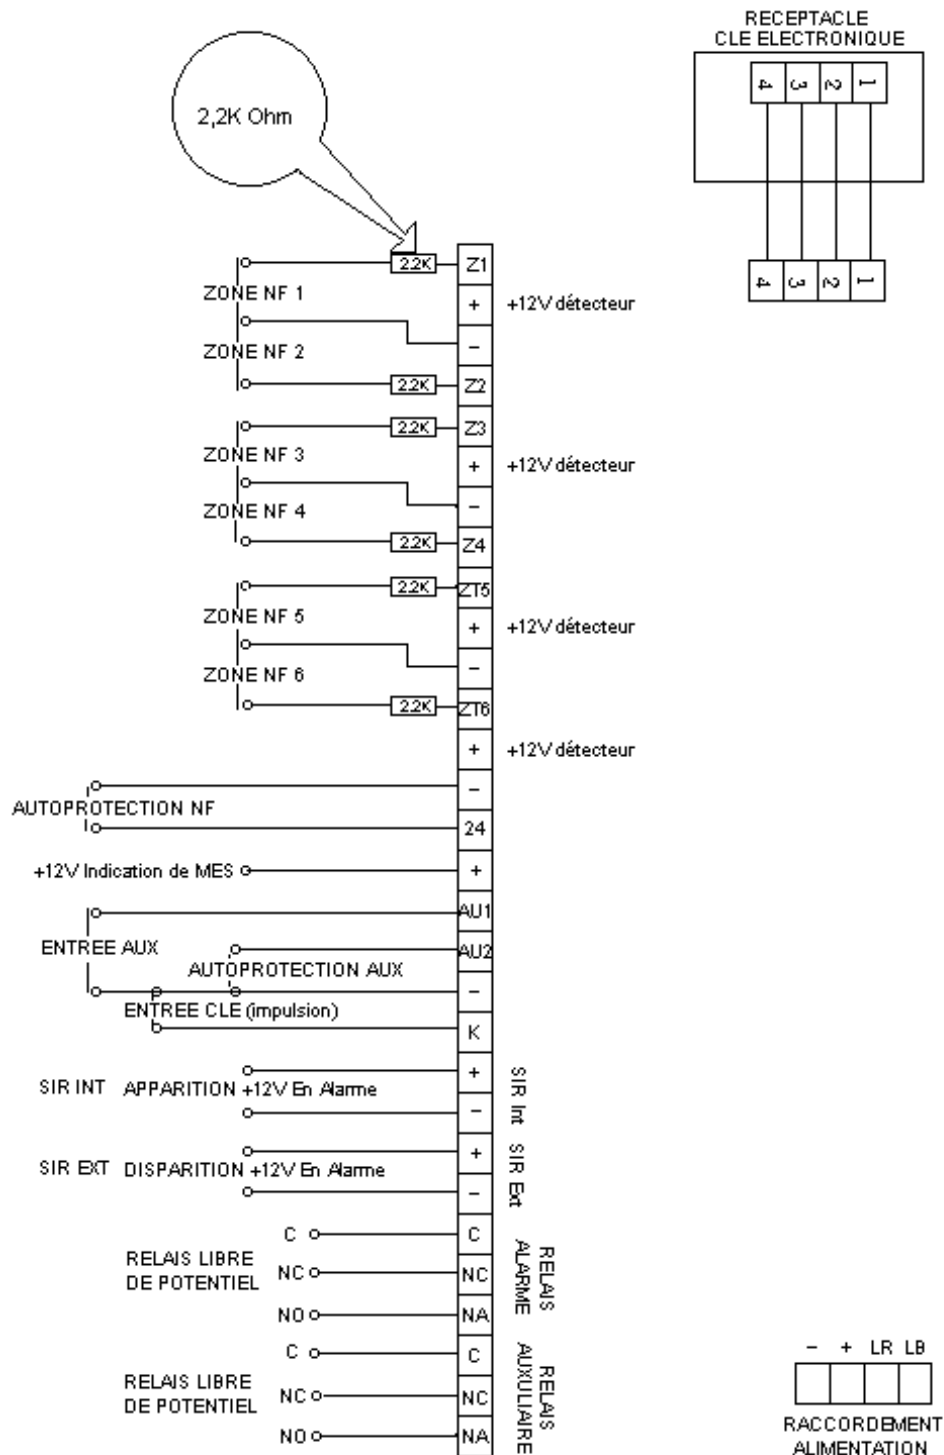 RECEPTACLE
CLE ELECTRONIQUE
4 3 2 1
4 3 2 1
2,2K Ohm
2.2K Z1
ZONE NF 1
+ +12V détecteur
-
ZONE NF 2
2.2K Z2
2.2K Z3
ZONE NF 3
+ +12V détecteur
-
ZONE NF 4
2.2K Z4
2.2K ZT5
ZONE NF 5
+ +12V détecteur
-
ZONE NF 6
2.2K ZT6
+ +12V détecteur
-
AUTOPROTECTION NF
24
+12V Indication de MES +
AU1
ENTREE AUX
AU2
AUTOPROTECTION AUX
-
ENTREE CLE (impulsion)
K
+
SIR INT APPARITION +12V En Alarme
-
SIR Int
+
SIR EXT DISPARITION +12V En Alarme
-
SIR Ext
C C
RELAIS LIBRE
DE POTENTIEL
NC NC
NO NA
RELAIS
ALARME
C C
RELAIS LIBRE
DE POTENTIEL
NC NC
NO NA
RELAIS
AUXULIAIRE
- + LR LB
RACCORDEMENT
ALIMENTATION